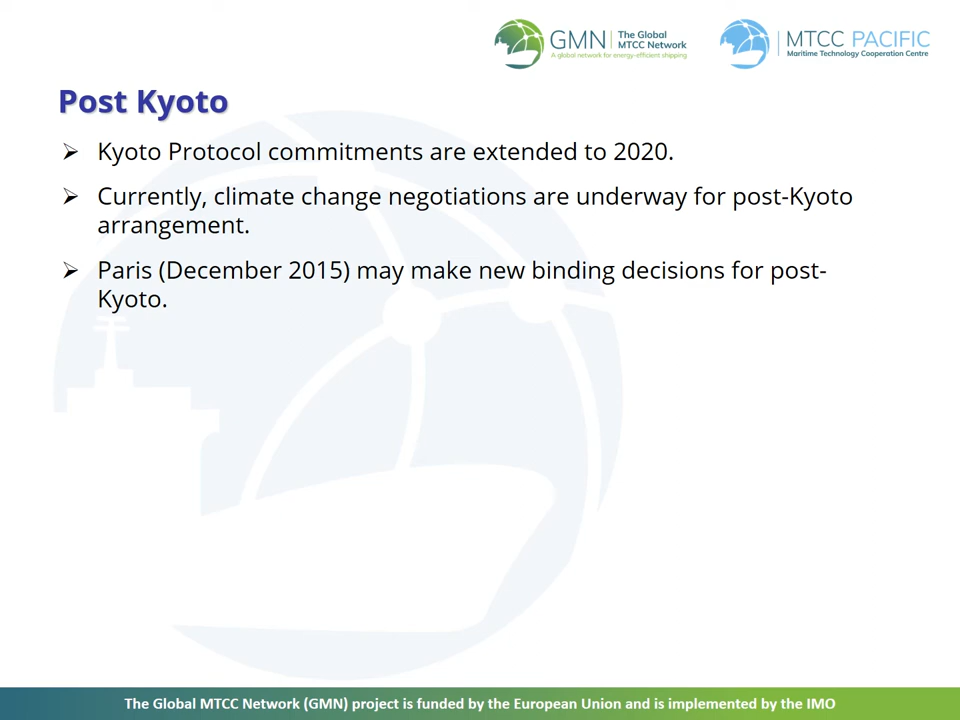 GMN
The Global
MTCC Network
A global network for energy-efficient shipping
MTCC PACIFIC
Maritime Technology Cooperation Centre
Post Kyoto
Kyoto Protocol commitments are extended to 2020.
Currently, climate change negotiations are underway for post-Kyoto
arrangement.
Paris (December 2015) may make new binding decisions for post-
Kyoto.
The Global MTCC Network (GMN) project is funded by the European Union and is implemented by the IMO